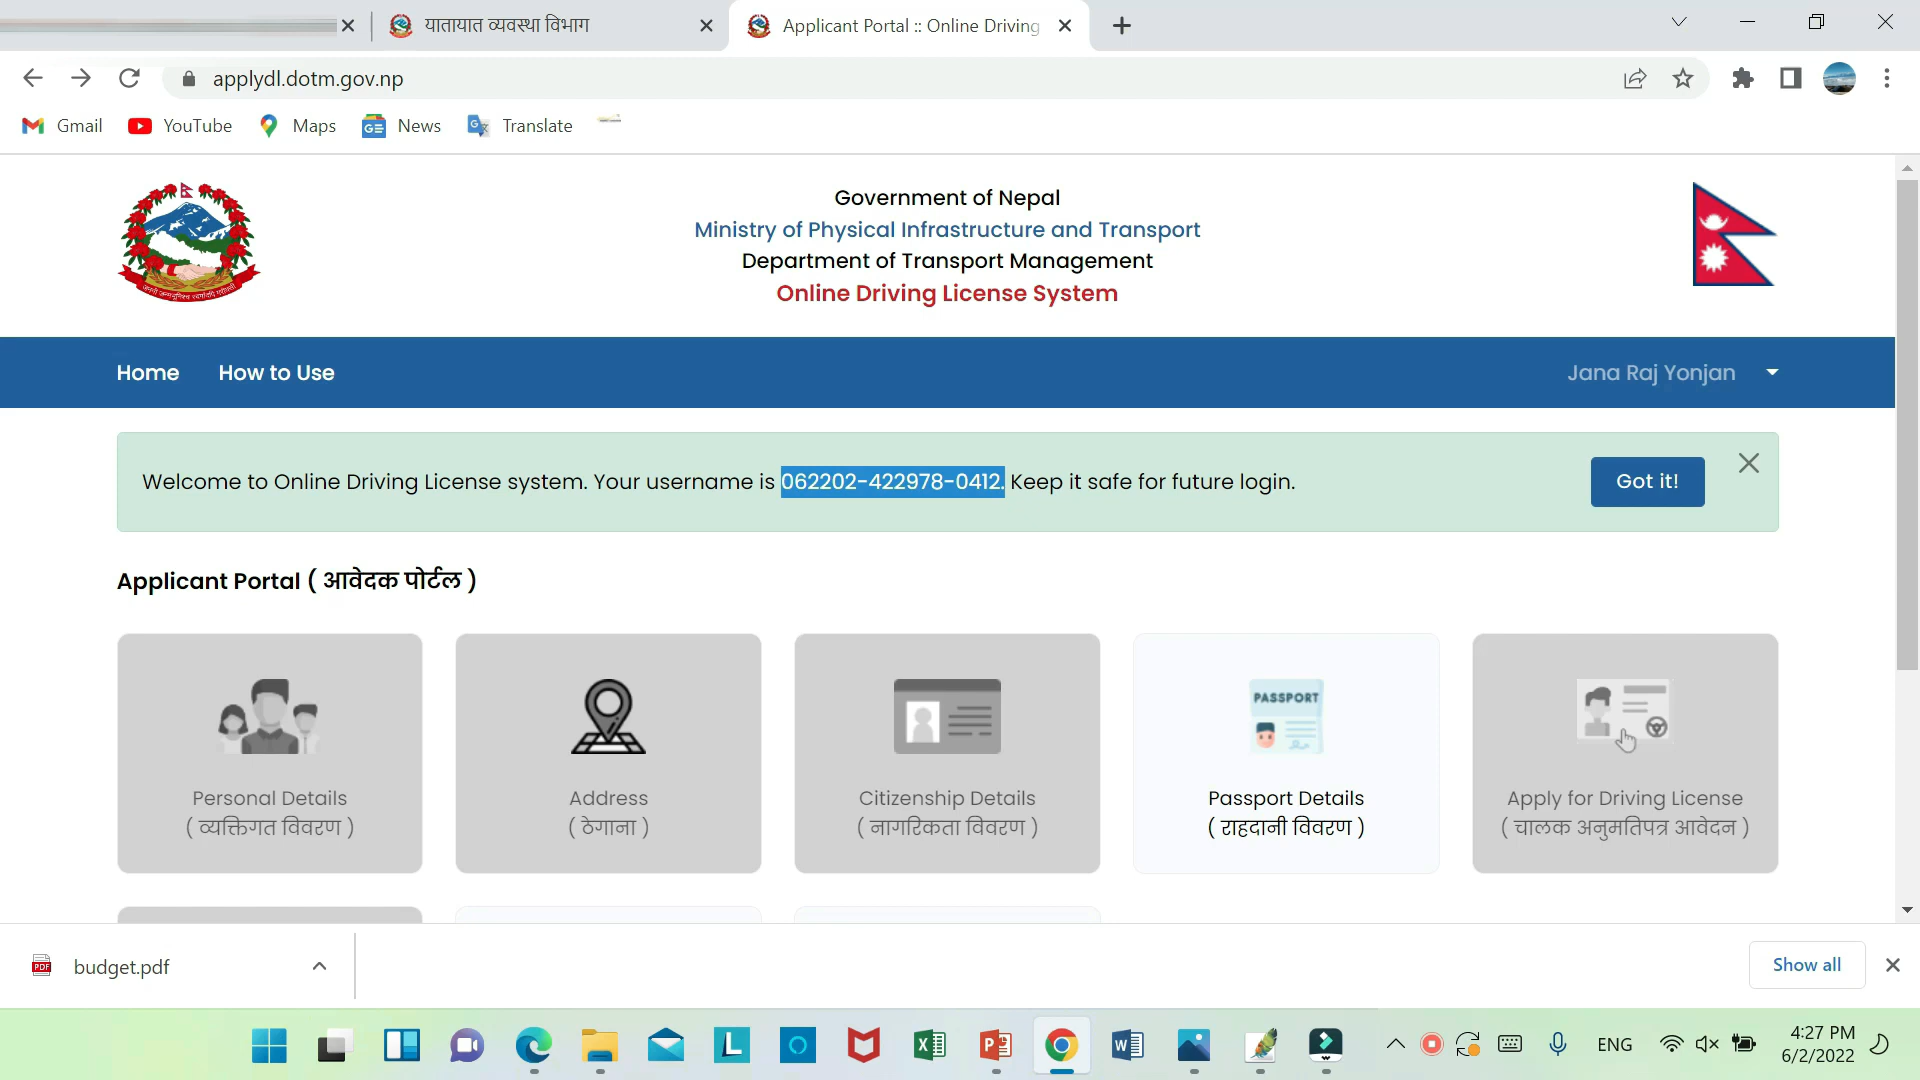 यातायात व्यवस्था विभाग
Applicant Portal :: Online Driving
applydl.dotm.gov.np
Gmail
YouTube
Maps
News
Translate
Government of Nepal
Ministry of Physical Infrastructure and Transport
Department of Transport Management
Online Driving License System
Home
How to Use
Jana Raj Yonjan
Welcome to Online Driving License system. Your username is 062202-422978-0412. Keep it safe for future login.
Got it!
Applicant Portal ( आवेदक पोर्टल )
Personal Details
( व्यक्तिगत विवरण )
Address
( ठेगाना )
Citizenship Details
( नागरिकता विवरण )
PASSPORT
Passport Details
( राहदानी विवरण )
Apply for Driving License
( चालक अनुमतिपत्र आवेदन )
PDF
budget.pdf
Show all
ENG
4:27 PM
6/2/2022